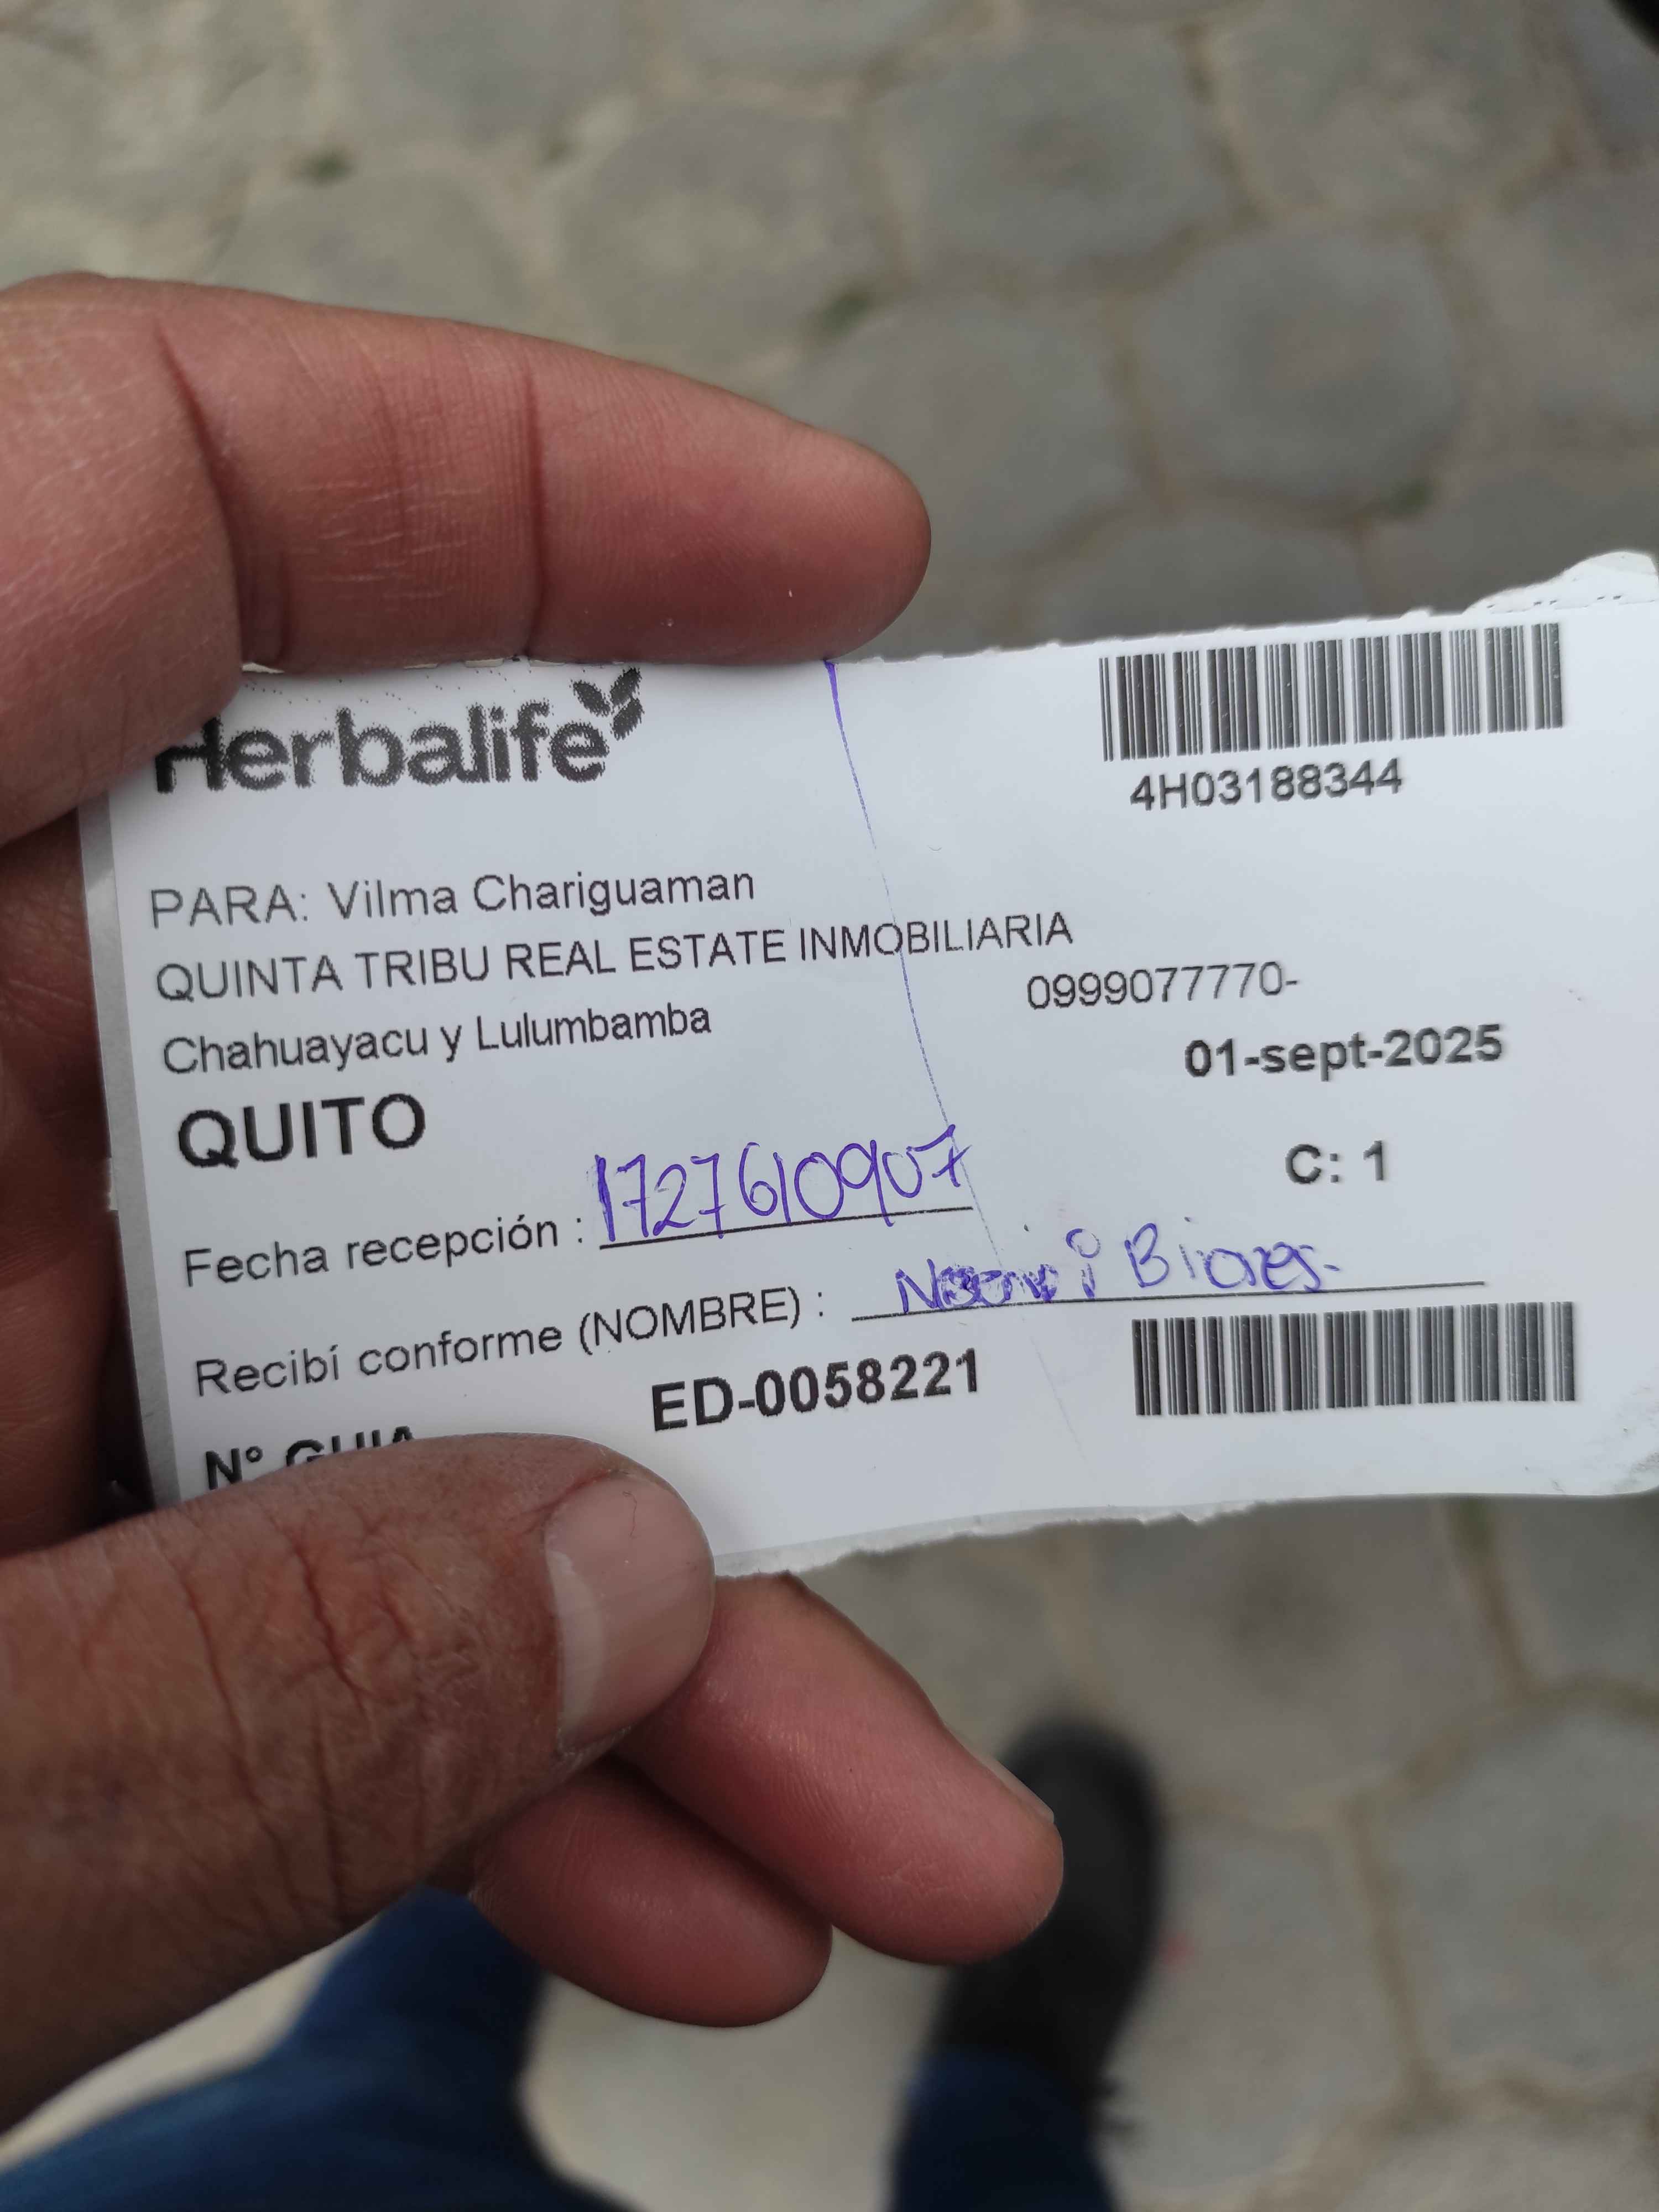 Herbalife
4H03188344
PARA: Vilma Chariguaman
QUINTA TRIBU REAL ESTATE INMOBILIARIA
0999077770-
Chahuayacu y Lulumbamba
01-sept-2025
QUITO
C: 1
Fecha recepción : 1727610907
Recibí conforme (NOMBRE) :
N° GUIA
ED-0058221